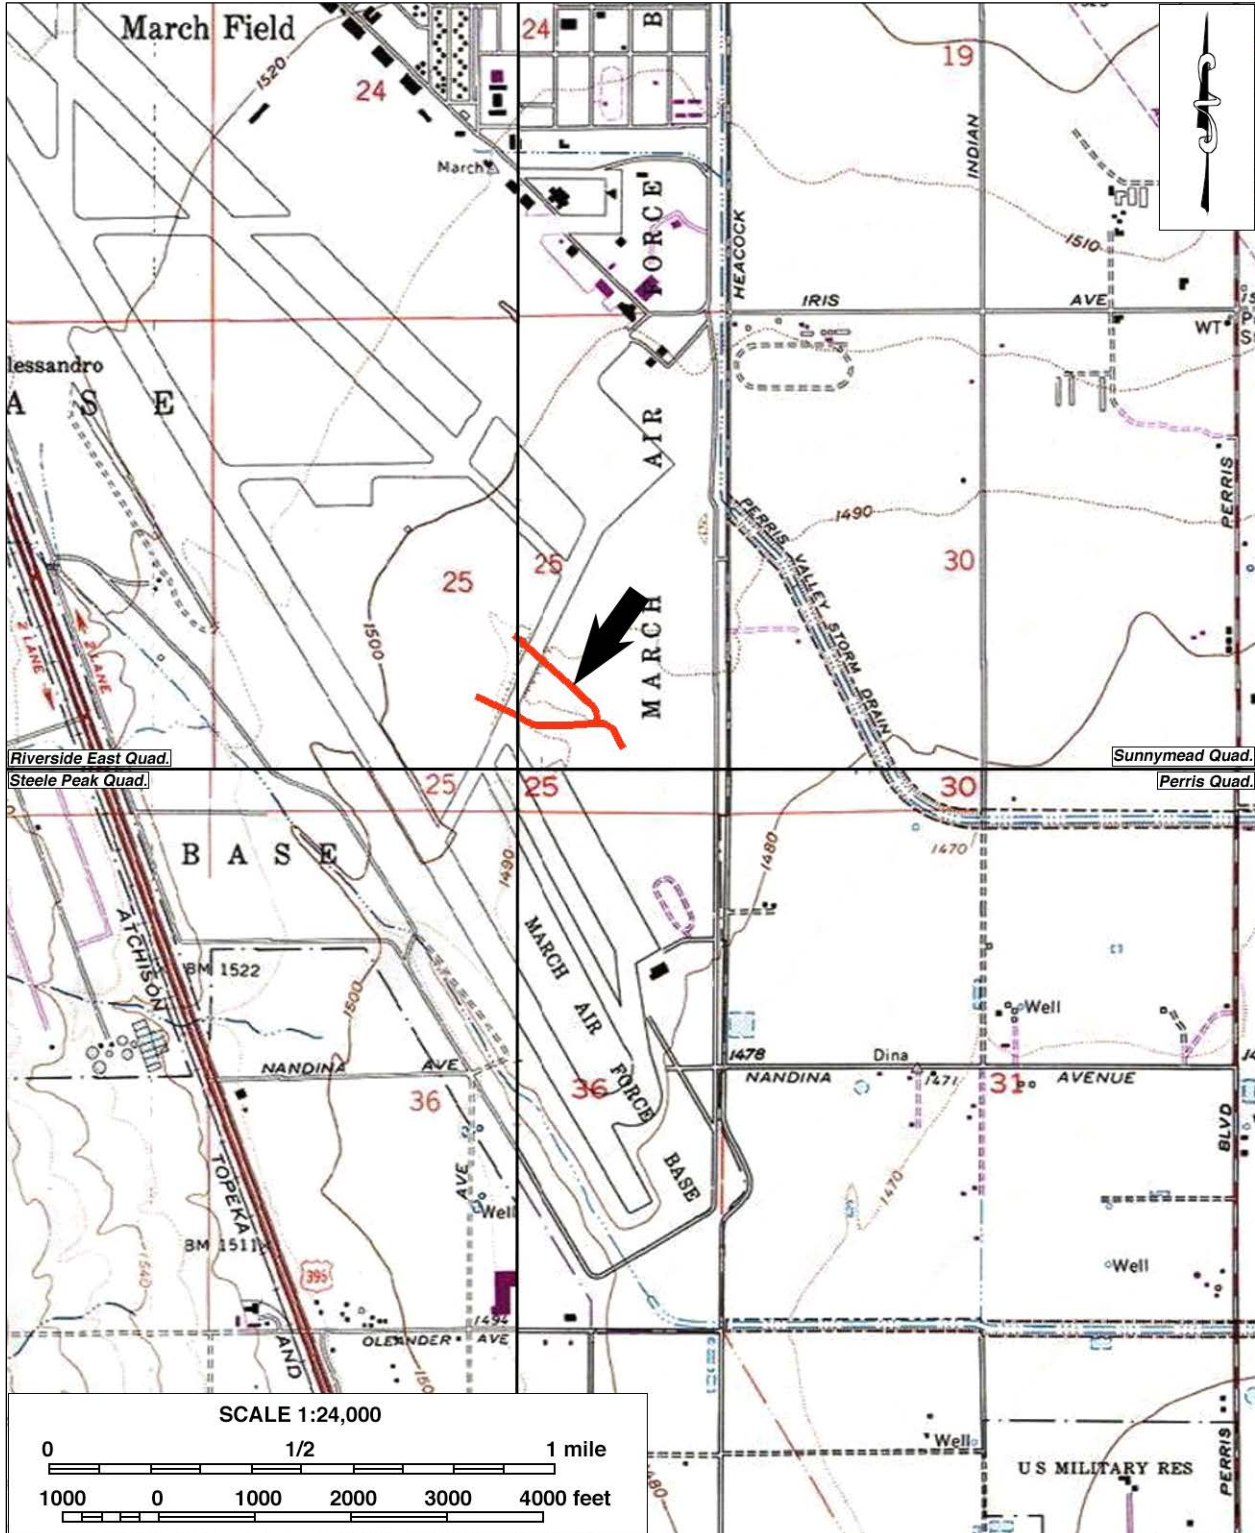 March Field
24
24
B
19
1520
INDIAN
March
FORCE
HEACOCK
1510
IRIS
AVE
WT
lessandro
A S E
AIR
PERRIS
1490
PERRIS VALLEY STORM DRAIN
25
25
30
MARCH
1500
2 LANE
2 LANE
Riverside East Quad.
Sunnymead Quad.
Steele Peak Quad.
Perris Quad.
25
25
30
1470
1480
1490
B A S E
ATCHISON
MARCH AIR FORCE BASE
BM 1522
1500
Well
1478
Dina
NANDINA
AVE
NANDINA
1471
AVENUE
36
36
31
BLVD
AVE
TOPEKA
1470
Well
BM 1511
1540
395
Well
1494
OLEANDER
AVE
AND
150
SCALE 1:24,000
0 1/2 1 mile
1000 0 1000 2000 3000 4000 feet
Well
480
U S MILITARY RES
PERRIS